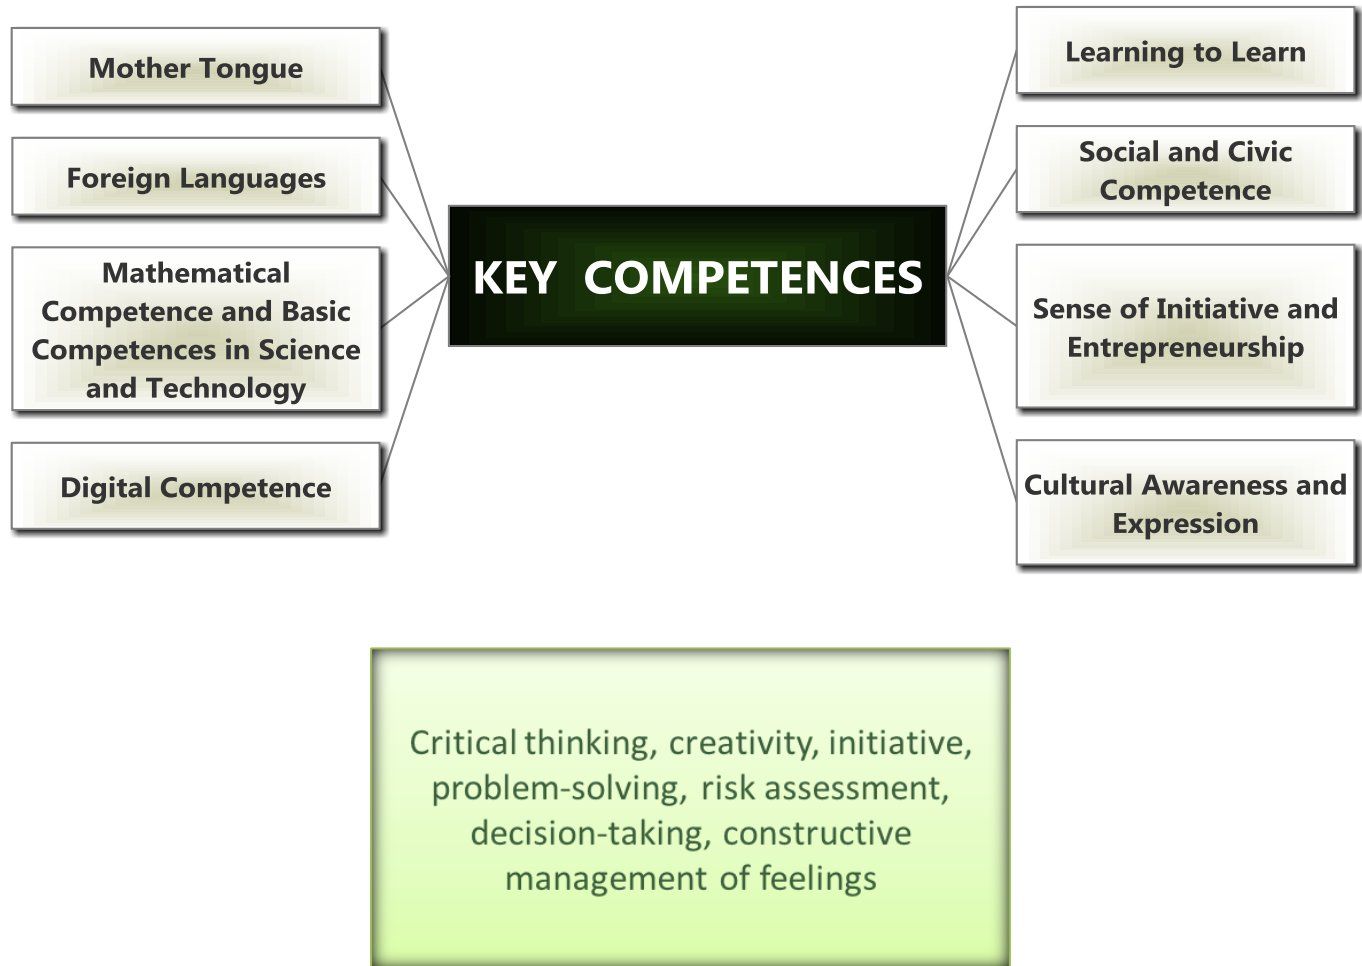 Mother Tongue
Foreign Languages
Mathematical
Competence and Basic
Competences in Science
and Technology
Digital Competence
KEY COMPETENCES
Learning to Learn
Social and Civic
Competence
Sense of Initiative and
Entrepreneurship
Cultural Awareness and
Expression
Critical thinking, creativity, initiative,
problem-solving, risk assessment,
decision-taking, constructive
management of feelings